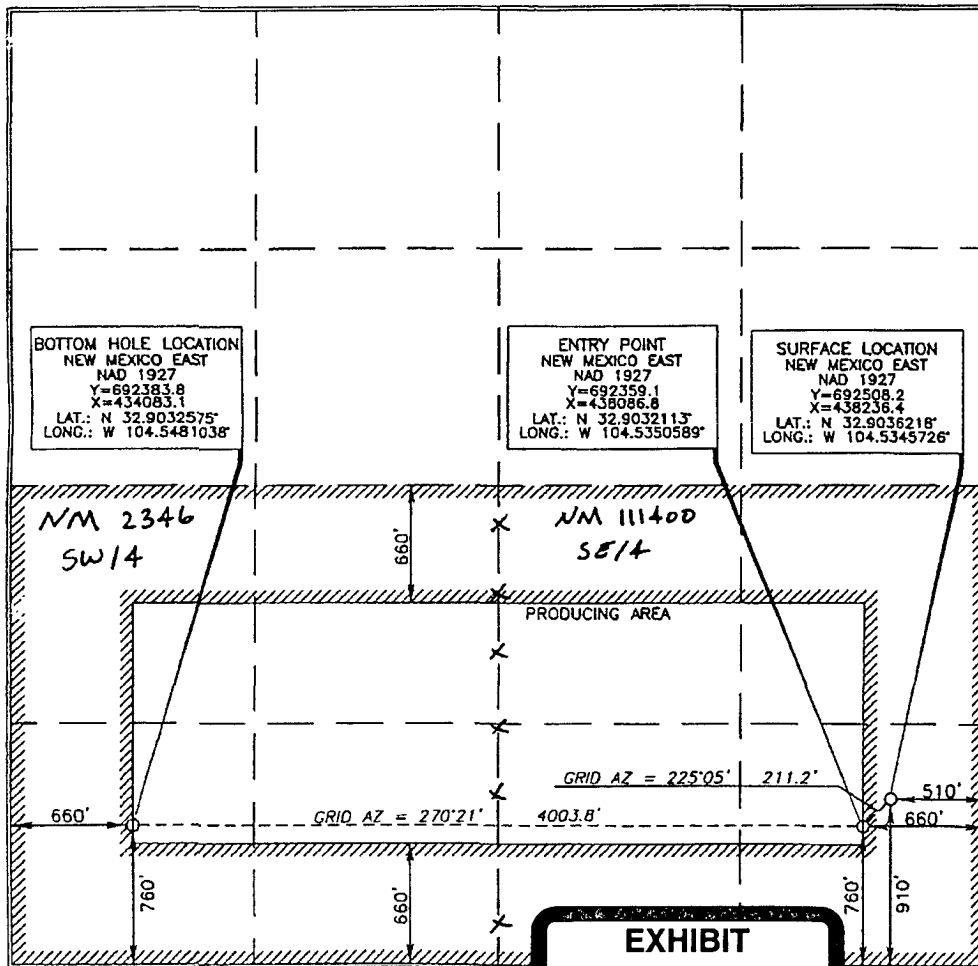 BOTTOM HOLE LOCATION
NEW MEXICO EAST
NAD 1927
Y=692383.8
X=434083.1
LAT.: N 32.9032575°
LONG.: W 104.5481038°
ENTRY POINT
NEW MEXICO EAST
NAD 1927
Y=692359.1
X=438086.8
LAT.: N 32.9032113°
LONG.: W 104.5350589°
SURFACE LOCATION
NEW MEXICO EAST
NAD 1927
Y=692508.2
X=438236.4
LAT.: N 32.9036218°
LONG.: W 104.5345726°
NM 2346
SW/4
660'
NM 111400
SE/4
PRODUCING AREA
GRID AZ = 225°05' 211.2'
510'
660'
GRID AZ = 270°21' 4003.8'
660'
760'
660'
760'
910'
EXHIBIT